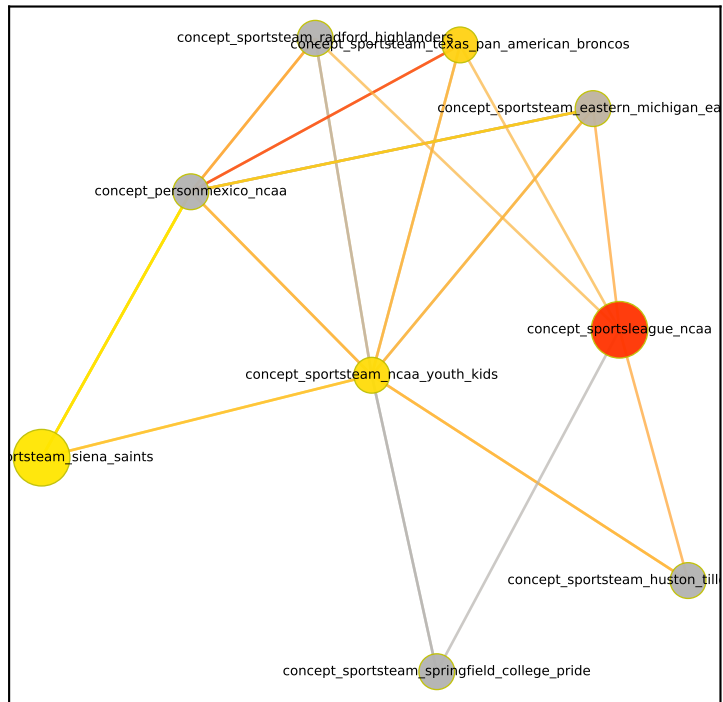 concept_sportsteam_radford_highlanders
concept_sportsteam_texas_pan_american_broncos
concept_sportsteam_eastern_michigan_ea
concept_personmexico_ncaa
concept_sportsleague_ncaa
concept_sportsteam_ncaa_youth_kids
ortsteam_siena_saints
concept_sportsteam_huston_till
concept_sportsteam_springfield_college_pride